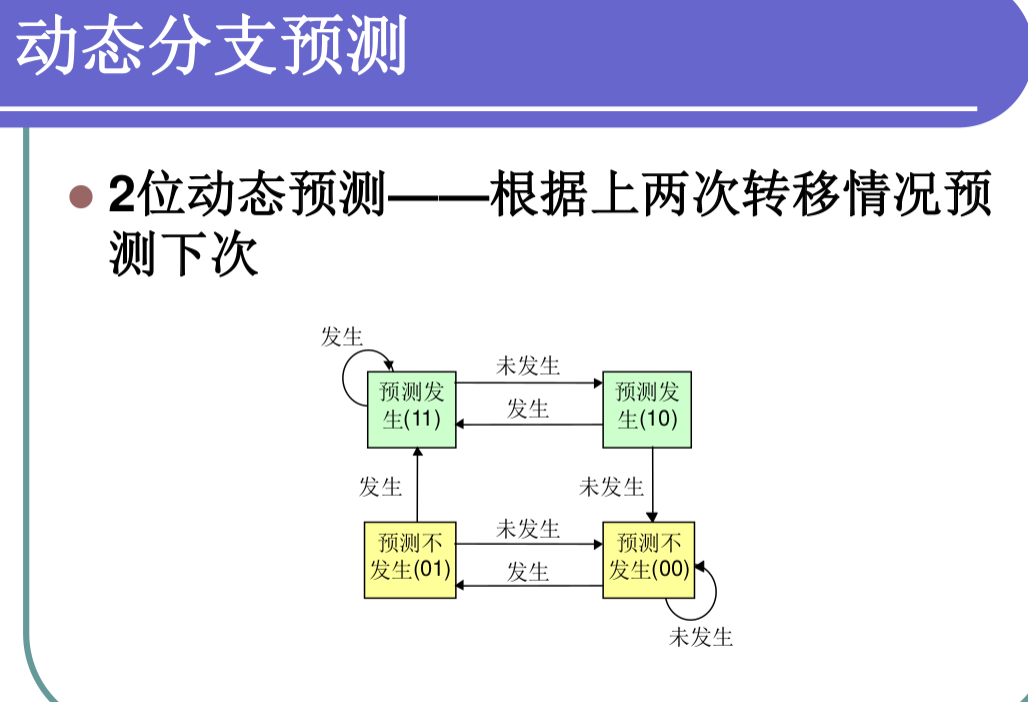 动态分支预测
2位动态预测——根据上两次转移情况预
测下次
发生
未发生
预测发
生(11)
发生
预测发
生(10)
发生
未发生
未发生
预测不
发生(01)
发生
预测不
发生(00)
未发生